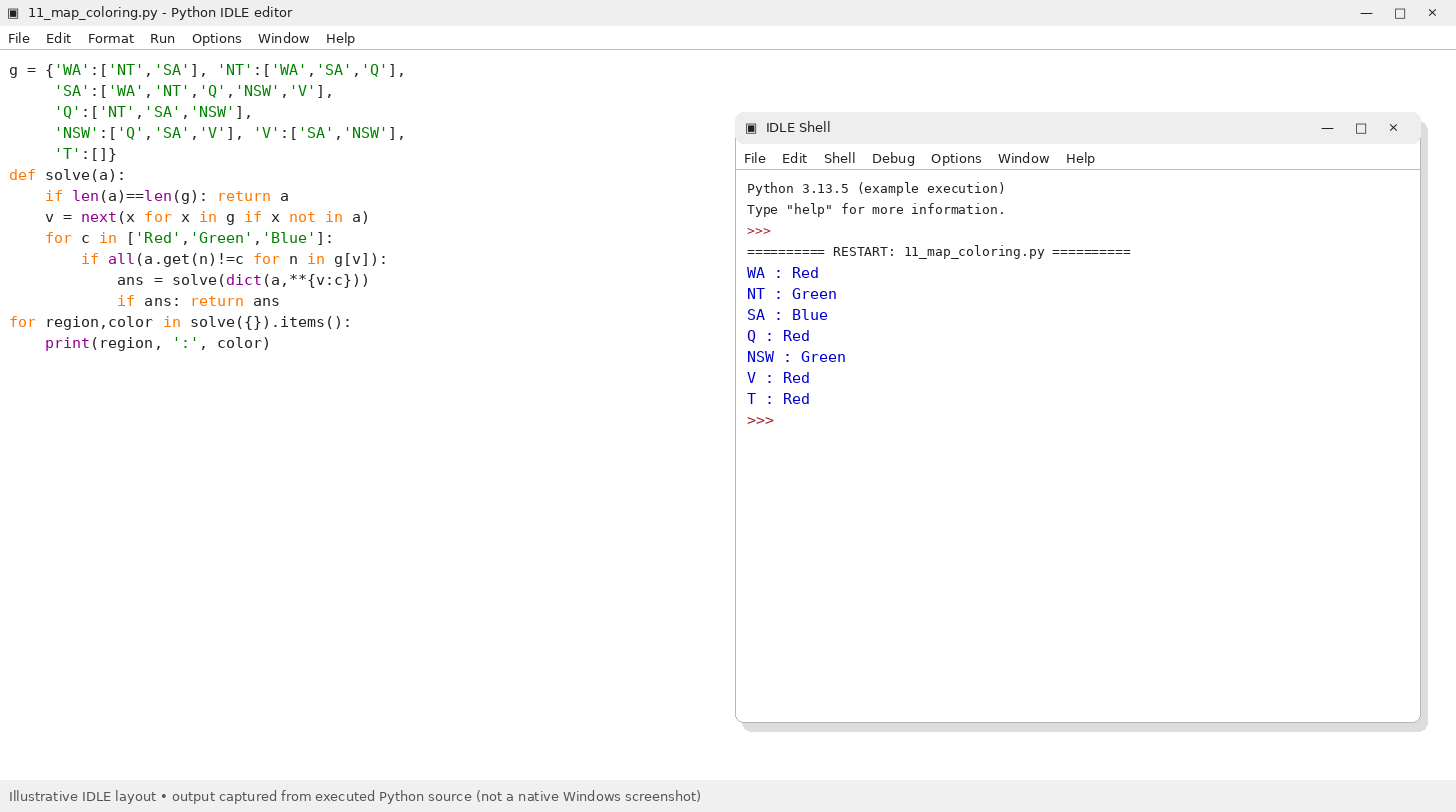 11_map_coloring.py - Python IDLE editor
File Edit Format Run Options Window Help
g = {'WA':['NT','SA'], 'NT':['WA','SA','Q'],
     'SA':['WA','NT','Q','NSW','V'],
     'Q':['NT','SA','NSW'],
     'NSW':['Q','SA','V'], 'V':['SA','NSW'],
     'T':[]}
def solve(a):
    if len(a)==len(g): return a
    v = next(x for x in g if x not in a)
    for c in ['Red','Green','Blue']:
        if all(a.get(n)!=c for n in g[v]):
            ans = solve(dict(a,**{v:c}))
            if ans: return ans
for region,color in solve({}).items():
    print(region, ':', color)
IDLE Shell
File Edit Shell Debug Options Window Help
Python 3.13.5 (example execution)
Type "help" for more information.
>>>
========== RESTART: 11_map_coloring.py ==========
WA : Red
NT : Green
SA : Blue
Q : Red
NSW : Green
V : Red
T : Red
>>>
Illustrative IDLE layout • output captured from executed Python source (not a native Windows screenshot)